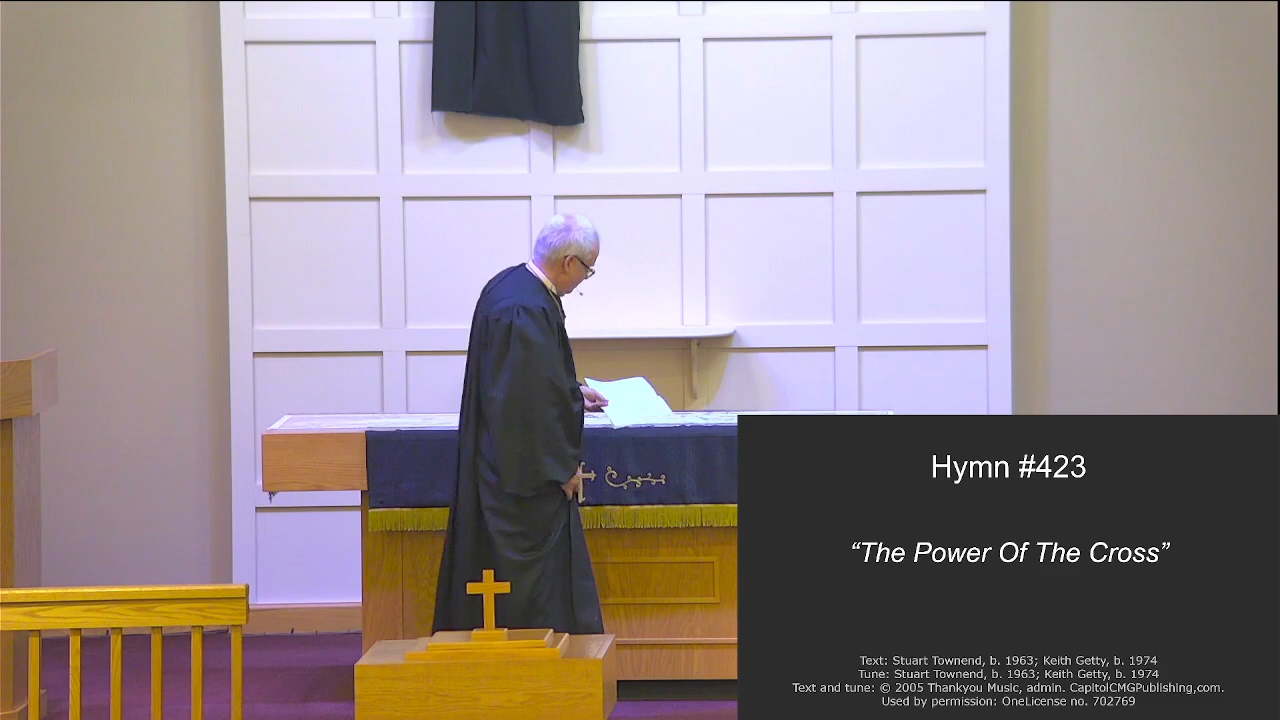 Hymn #423
“The Power Of The Cross”
Text: Stuart Townend, b. 1963; Keith Getty, b. 1974
Tune: Stuart Townend, b. 1963; Keith Getty, b. 1974
Text and tune: © 2005 Thankyou Music, admin. CapitolCMGPublishing,com.
Used by permission: OneLicense no. 702769